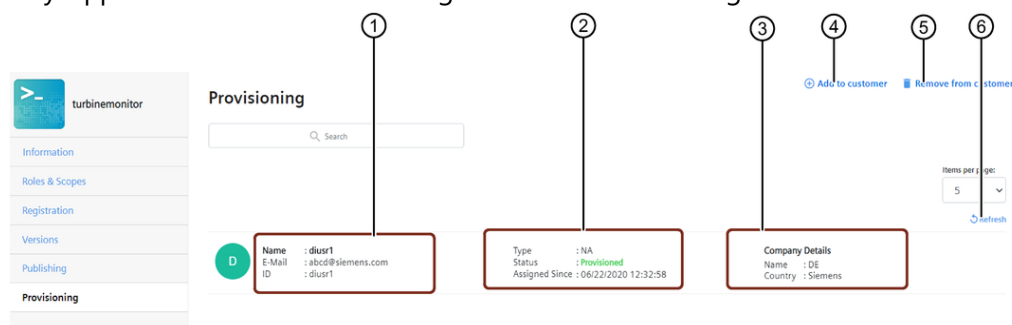 1 2 3 4 5 6
turbinemonitor
Provisioning
Add to customer
Remove from customer
Search
Information
Items per page:
Roles & Scopes
5
Registration
Refresh
Versions
Publishing
Provisioning
D
Name : diusr1
E-Mail : abcd@siemens.com
ID : diusr1
Type : NA
Status : Provisioned
Assigned Since : 06/22/2020 12:32:58
Company Details
Name : DE
Country : Siemens